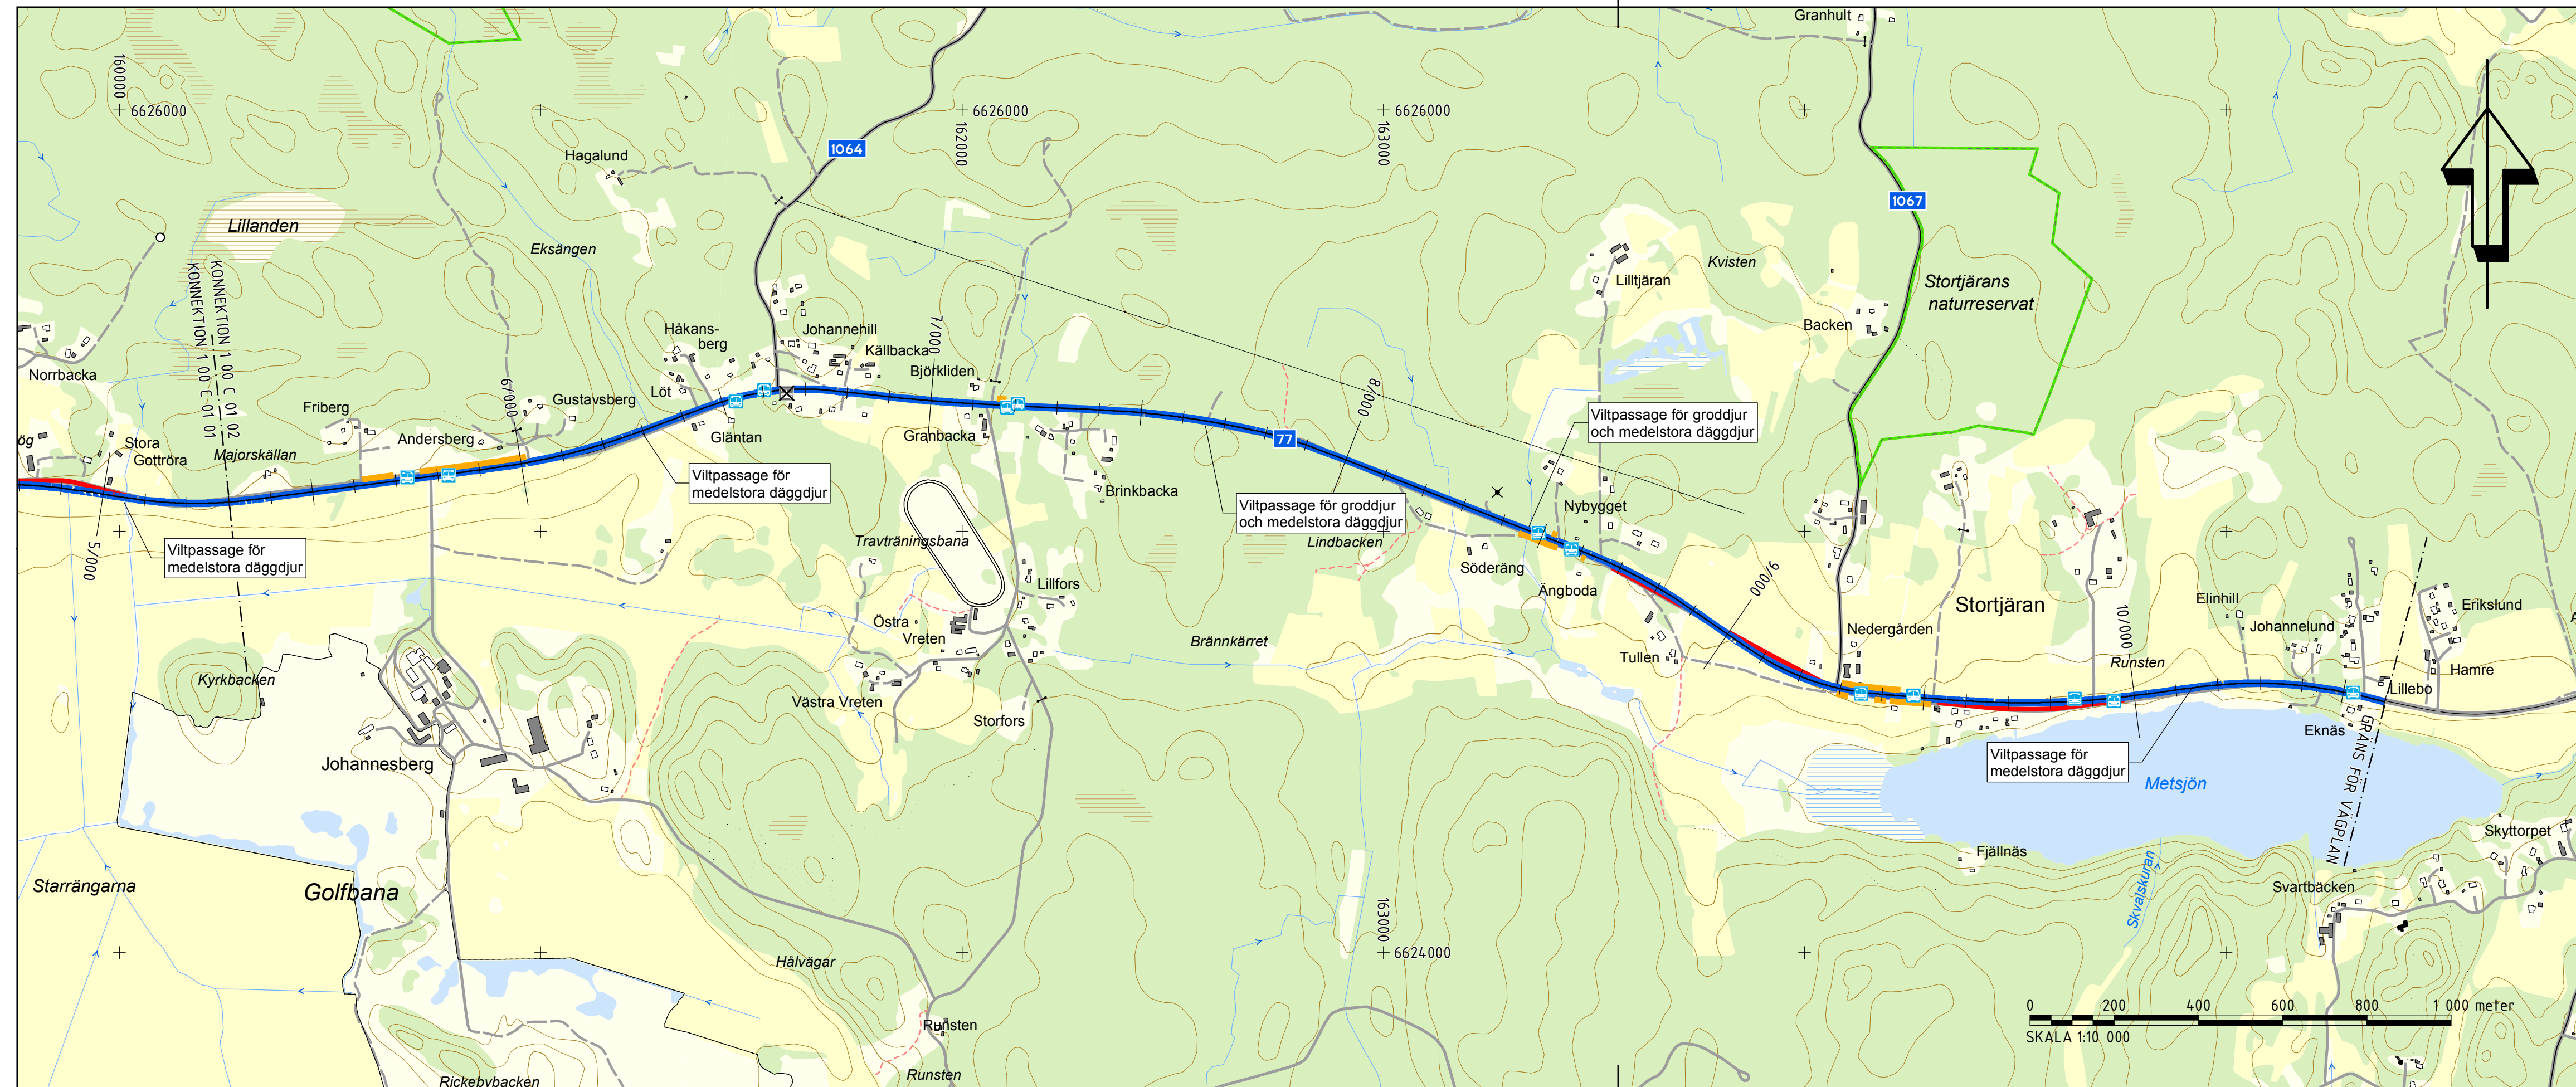 Granhult
160000
6626000
162000
6626000
163000
6626000
1064
Hagalund
1067
Lillanden
Eksängen
Kvisten
Lilltjäran
Stortjärans
naturreservat
KONNEKTION 1 00 C 01 01
KONNEKTION 1 00 C 01 02
Backen
Håkans-
berg
Johannehill
Källbacka
7/000
Björkliden
Norrbacka
Löt
6/000
Gustavsberg
Friberg
8/000
Viltpassage för groddjur
och medelstora däggdjur
ög
Stora
Gottröra
Andersberg
Gläntan
Granbacka
77
Majorskällan
Viltpassage för
medelstora däggdjur
Brinkbacka
Viltpassage för groddjur
och medelstora däggdjur
Nybygget
Travträningsbana
Lindbacken
5/000
Viltpassage för
medelstora däggdjur
Söderäng
Ängboda
Lillfors
9/000
Stortjäran
Elinhill
Erikslund
Östra
Vreten
Nedergården
10/000
Johannelund
Brännkärret
Tullen
Runsten
Hamre
Kyrkbacken
Lillebo
Västra Vreten
Storfors
Eknäs
GRÄNS FÖR VÄGPLAN
Johannesberg
Viltpassage för
medelstora däggdjur
Metsjön
Skyttorpet
Fjällnäs
Starrängarna
Golfbana
Skvalskuran
Svartbäcken
163000
6624000
Hålvägar
0 200 400 600 800 1 000 meter
SKALA 1:10 000
Runsten
Runsten
Rickebybacken